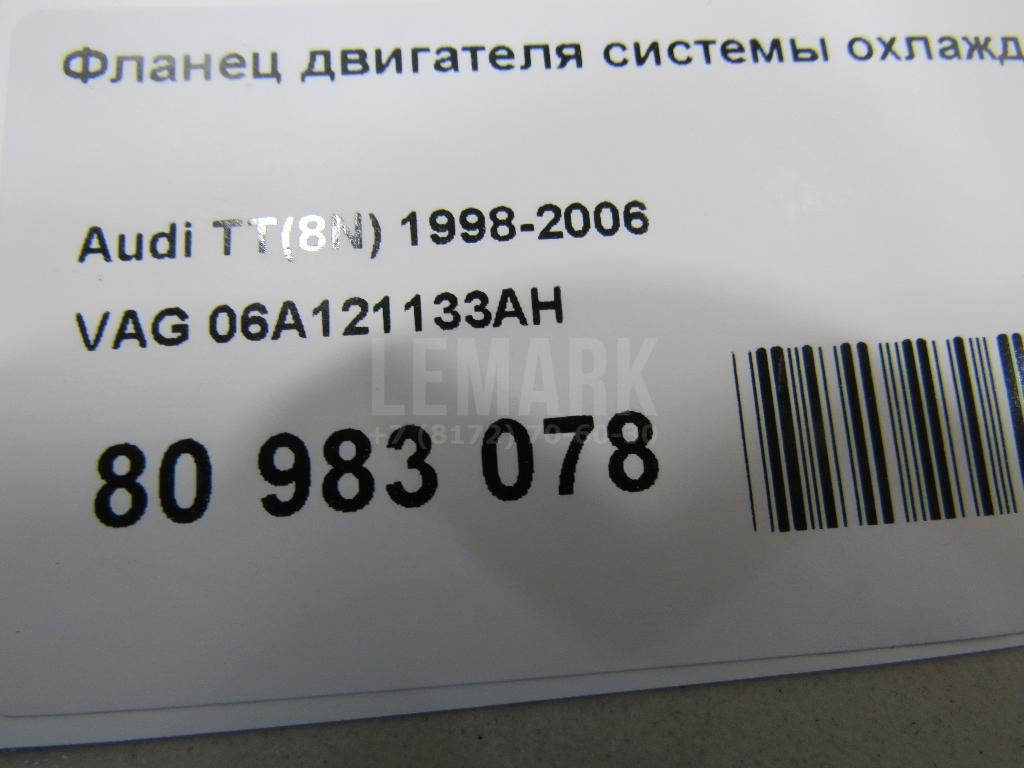 Фланец двигателя системы охлажд
Audi TT(8N) 1998-2006
VAG 06A121133AH
LEMARK
80 983 078